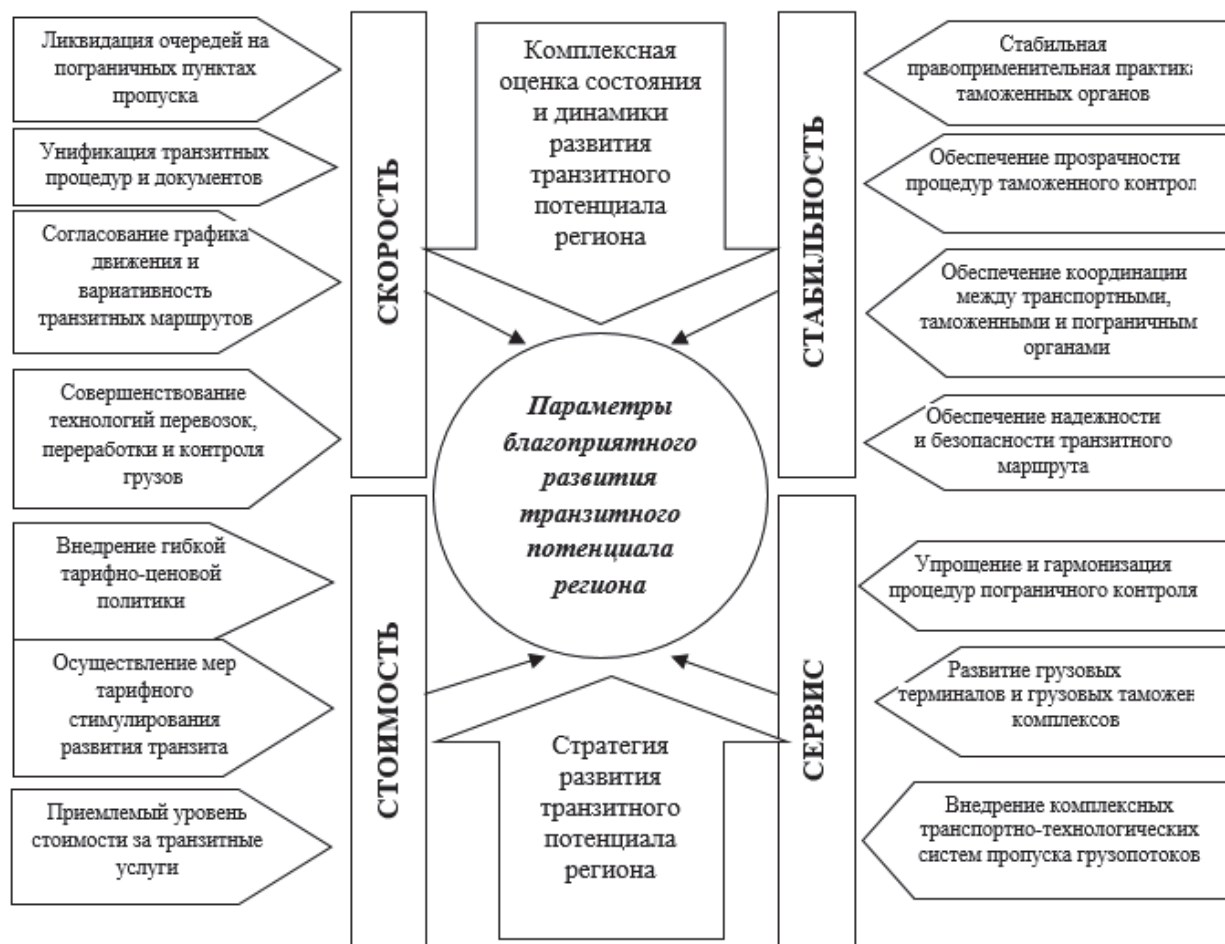 Ликвидация очередей на
пограничных пунктах
пропуска
Унификация транзитных
процедур и документов
Согласование графика
движения и
вариативность
транзитных маршрутов
Совершенствование
технологий перевозок,
переработки и контроля
грузов
Внедрение гибкой
тарифно-ценовой
политики
Осуществление мер
тарифного
стимулирования
развития транзита
Приемлемый уровень
стоимости за транзитные
услуги
СКОРОСТЬ
СТОИМОСТЬ
Комплексная
оценка состояния
и динамики
развития
транзитного
потенциала
региона
Параметры
благоприятного
развития
транзитного
потенциала
региона
Стратегия
развития
транзитного
потенциала
региона
СТАБИЛЬНОСТЬ
СЕРВИС
Стабильная
правоприменительная практика
таможенных органов
Обеспечение прозрачности
процедур таможенного контрол
Обеспечение координации
между транспортными,
таможенными и пограничным
органами
Обеспечение надежности
и безопасности транзитного
маршрута
Упрощение и гармонизация
процедур пограничного контроля
Развитие грузовых
терминалов и грузовых таможен
комплексов
Внедрение комплексных
транспортно-технологических
систем пропуска грузопотоков